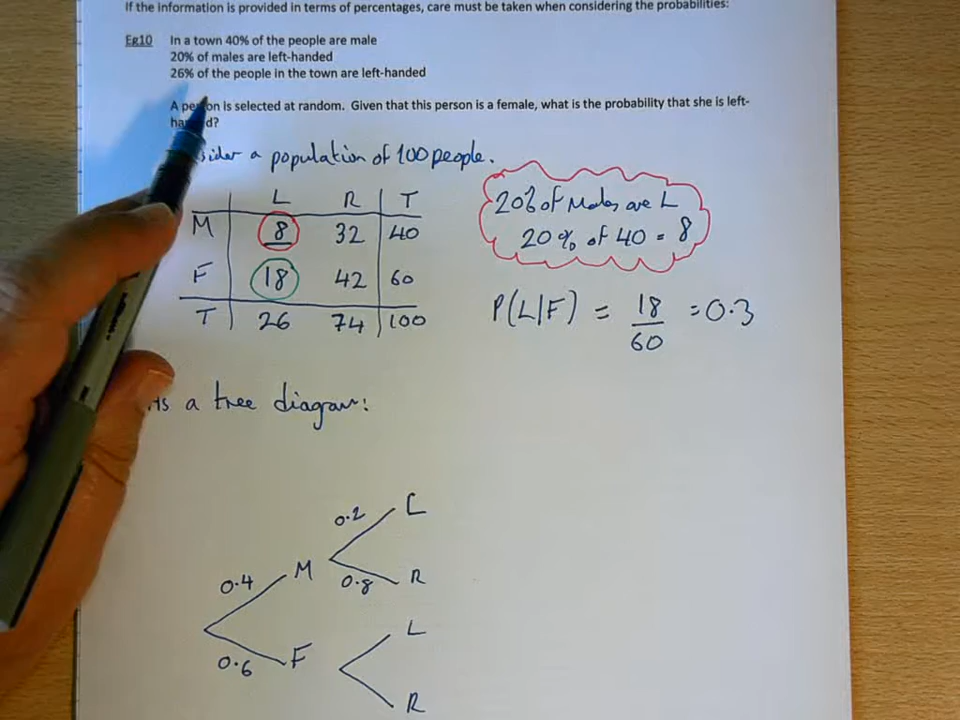 If the information is provided in terms of percentages, care must be taken when considering the probabilities:
Eg10 In a town 40% of the people are male
20% of males are left-handed
26% of the people in the town are left-handed
A person is selected at random. Given that this person is a female, what is the probability that she is left-
ha d?
a population of 100 people.
L R T
M 8 32 40
F 18 42 60
T 26 74 100
20% of Males are L
20% of 40 = 8
P(L|F) = 18/60 = 0.3
a tree diagram:
0.2 L
0.4 M
0.8 R
0.6 F
L
R